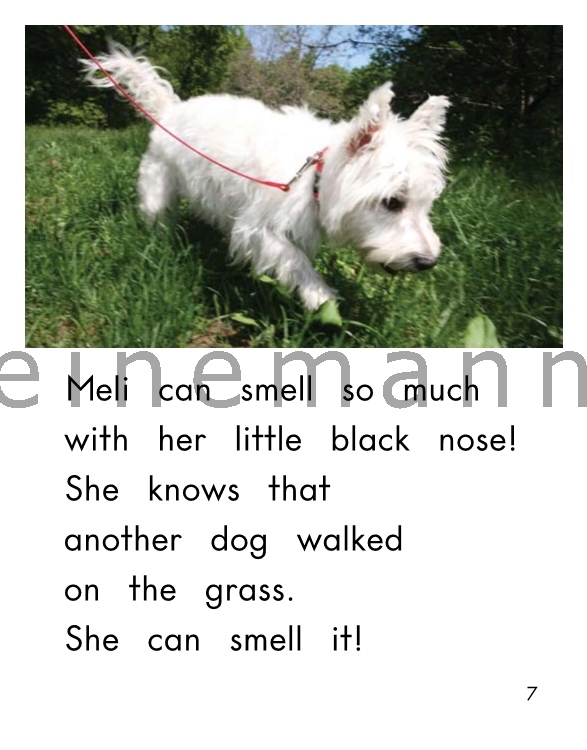 einemann
Meli can smell so much
with her little black nose!
She knows that
another dog walked
on the grass.
She can smell it!
7